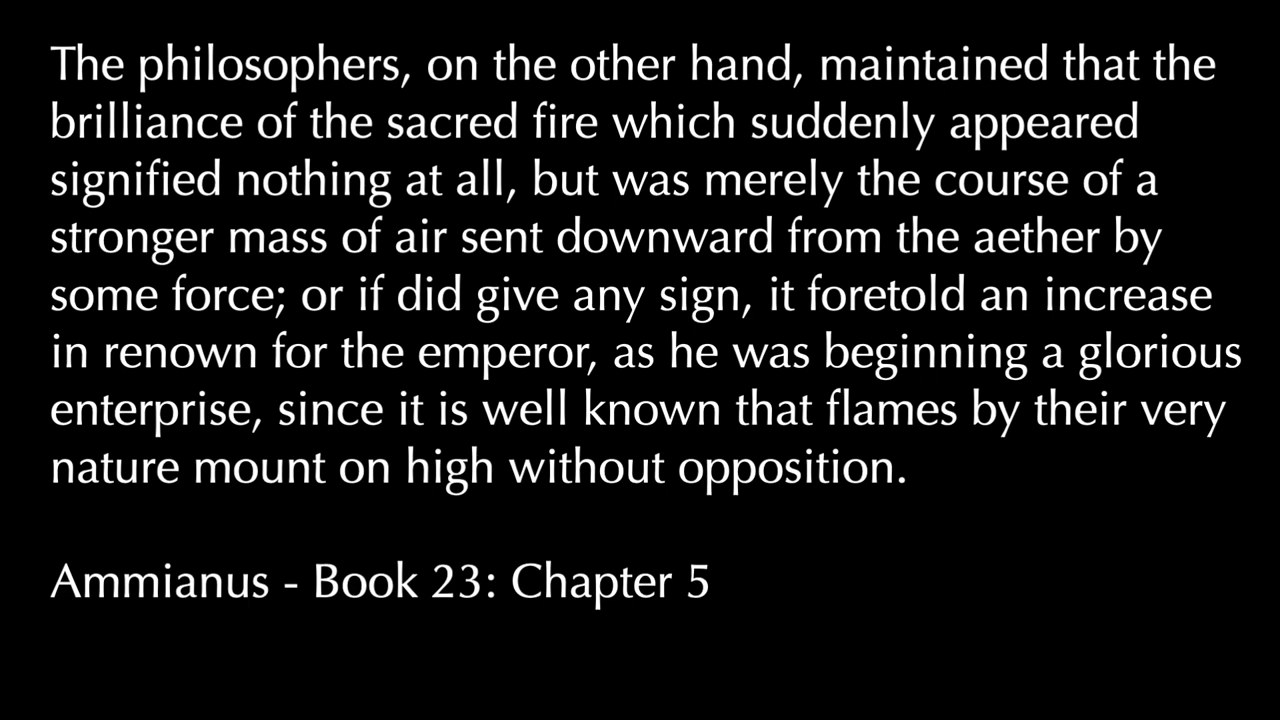 The philosophers, on the other hand, maintained that the
brilliance of the sacred fire which suddenly appeared
signified nothing at all, but was merely the course of a
stronger mass of air sent downward from the aether by
some force; or if did give any sign, it foretold an increase
in renown for the emperor, as he was beginning a glorious
enterprise, since it is well known that flames by their very
nature mount on high without opposition.
Ammianus - Book 23: Chapter 5